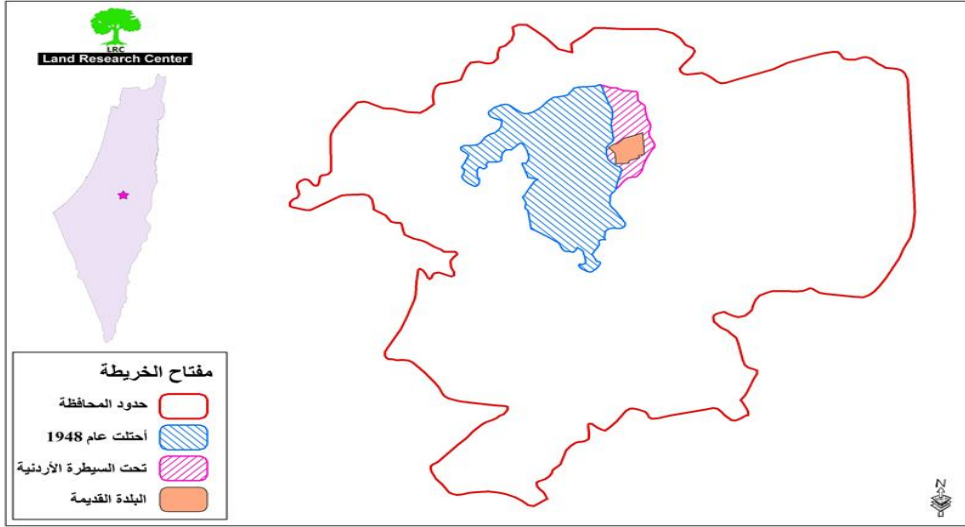 LRC
Land Research Center
مفتاح الخريطة
حدود المحافظة
أحتلت عام 1948
تحت السيطرة الأردنية
البلدة القديمة
N